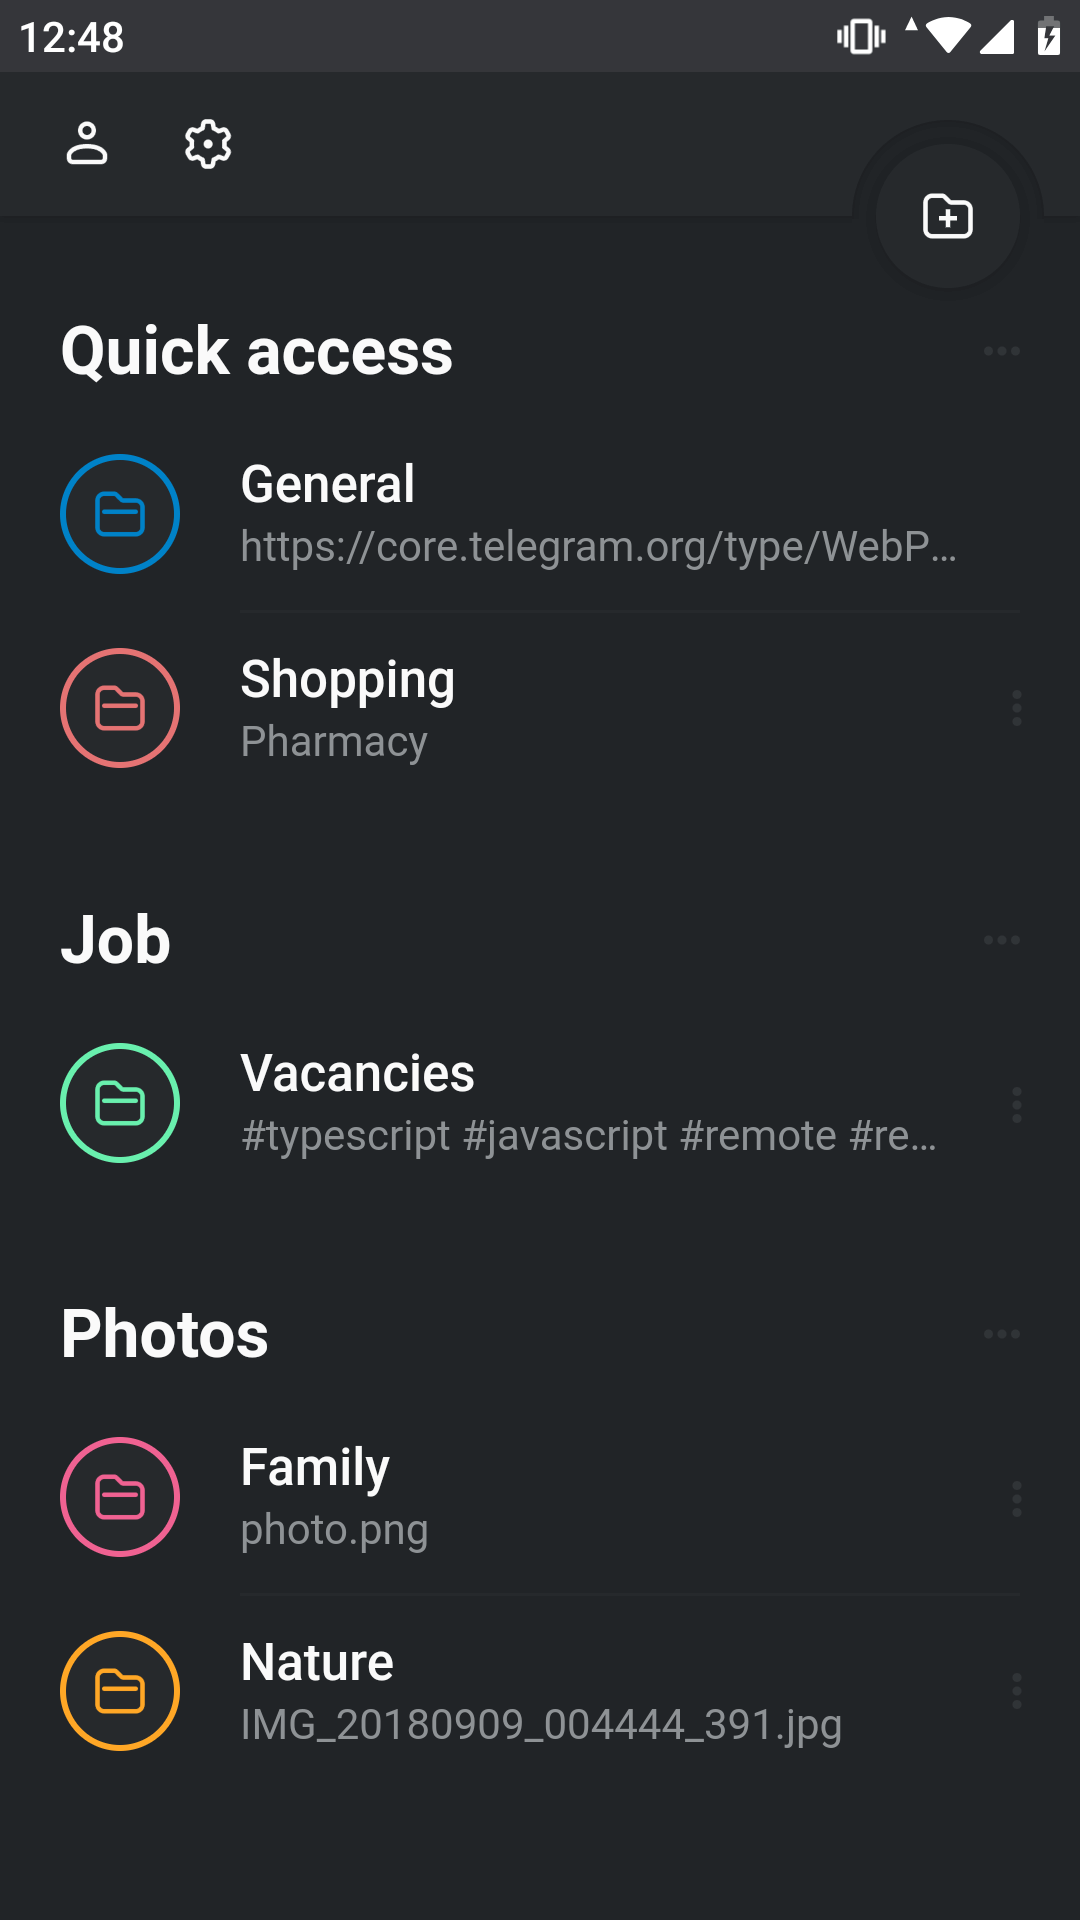 12:48
Quick access
General
https://core.telegram.org/type/WebP...
Shopping
Pharmacy
Job
Vacancies
#typescript #javascript #remote #re...
Photos
Family
photo.png
Nature
IMG_20180909_004444_391.jpg